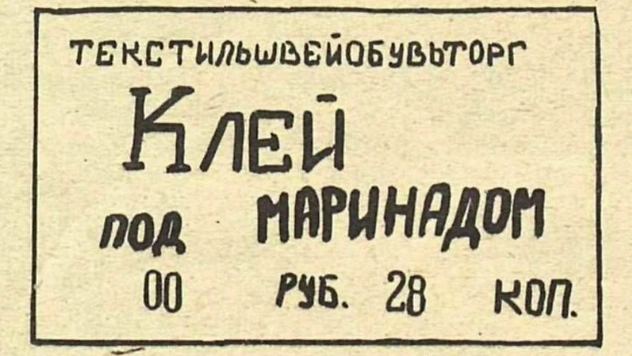 ТЕКСТИЛЬШВЕЙОБУВЬТОРГ
КЛЕЙ
ПОД МАРИНАДОМ
00 РУБ. 28 КОП.